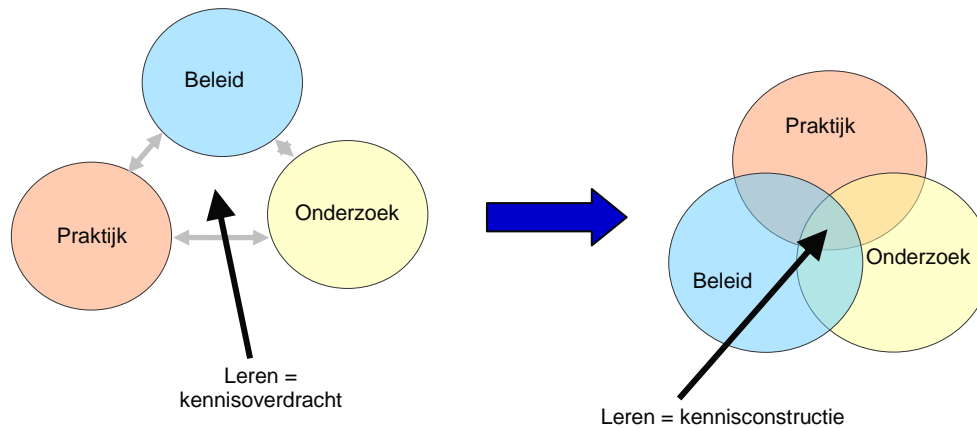 Beleid
Praktijk
Onderzoek
Leren =
kennisoverdracht
Praktijk
Beleid
Onderzoek
Leren = kennisconstructie